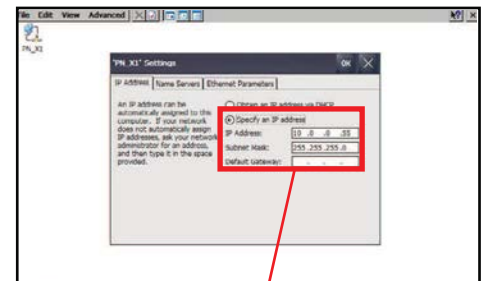 File Edit View Advanced
PN_X1
'PN_X1' Settings OK
IP Address Name Servers Ethernet Parameters
An IP address can be
automatically assigned to this
computer. If your network
does not automatically assign
IP addresses, ask your network
administrator for an address,
and then type it in the space
provided.
Obtain an IP address via DHCP
Specify an IP address
IP Address: 10 .0 .0 .55
Subnet Mask: 255 .255 .255 .0
Default Gateway: . . .